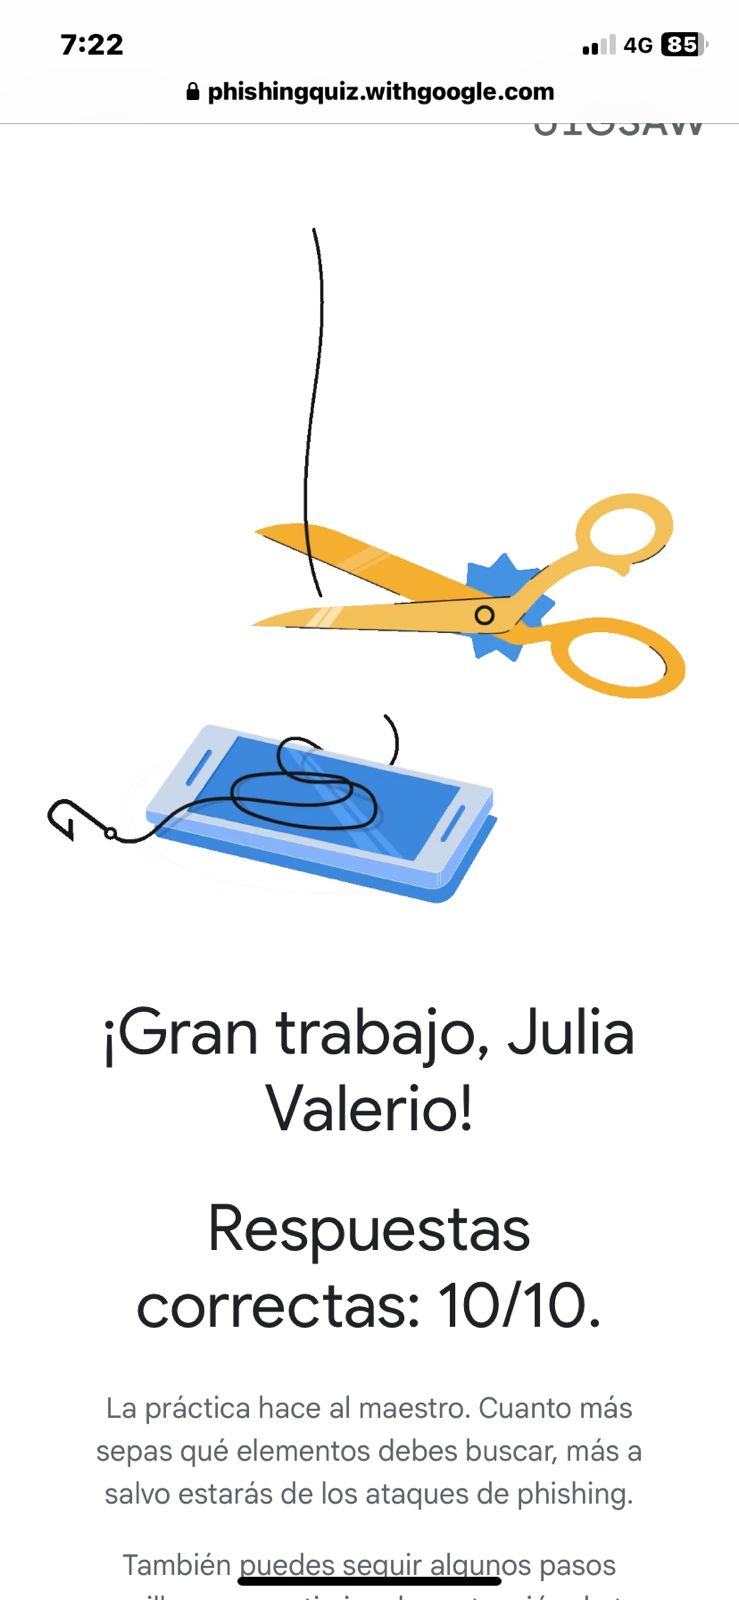 7:22
4G 85
phishingquiz.withgoogle.com
JIGSAW
¡Gran trabajo, Julia
Valerio!
Respuestas
correctas: 10/10.
La práctica hace al maestro. Cuanto más
sepas qué elementos debes buscar, más a
salvo estarás de los ataques de phishing.
También puedes seguir algunos pasos